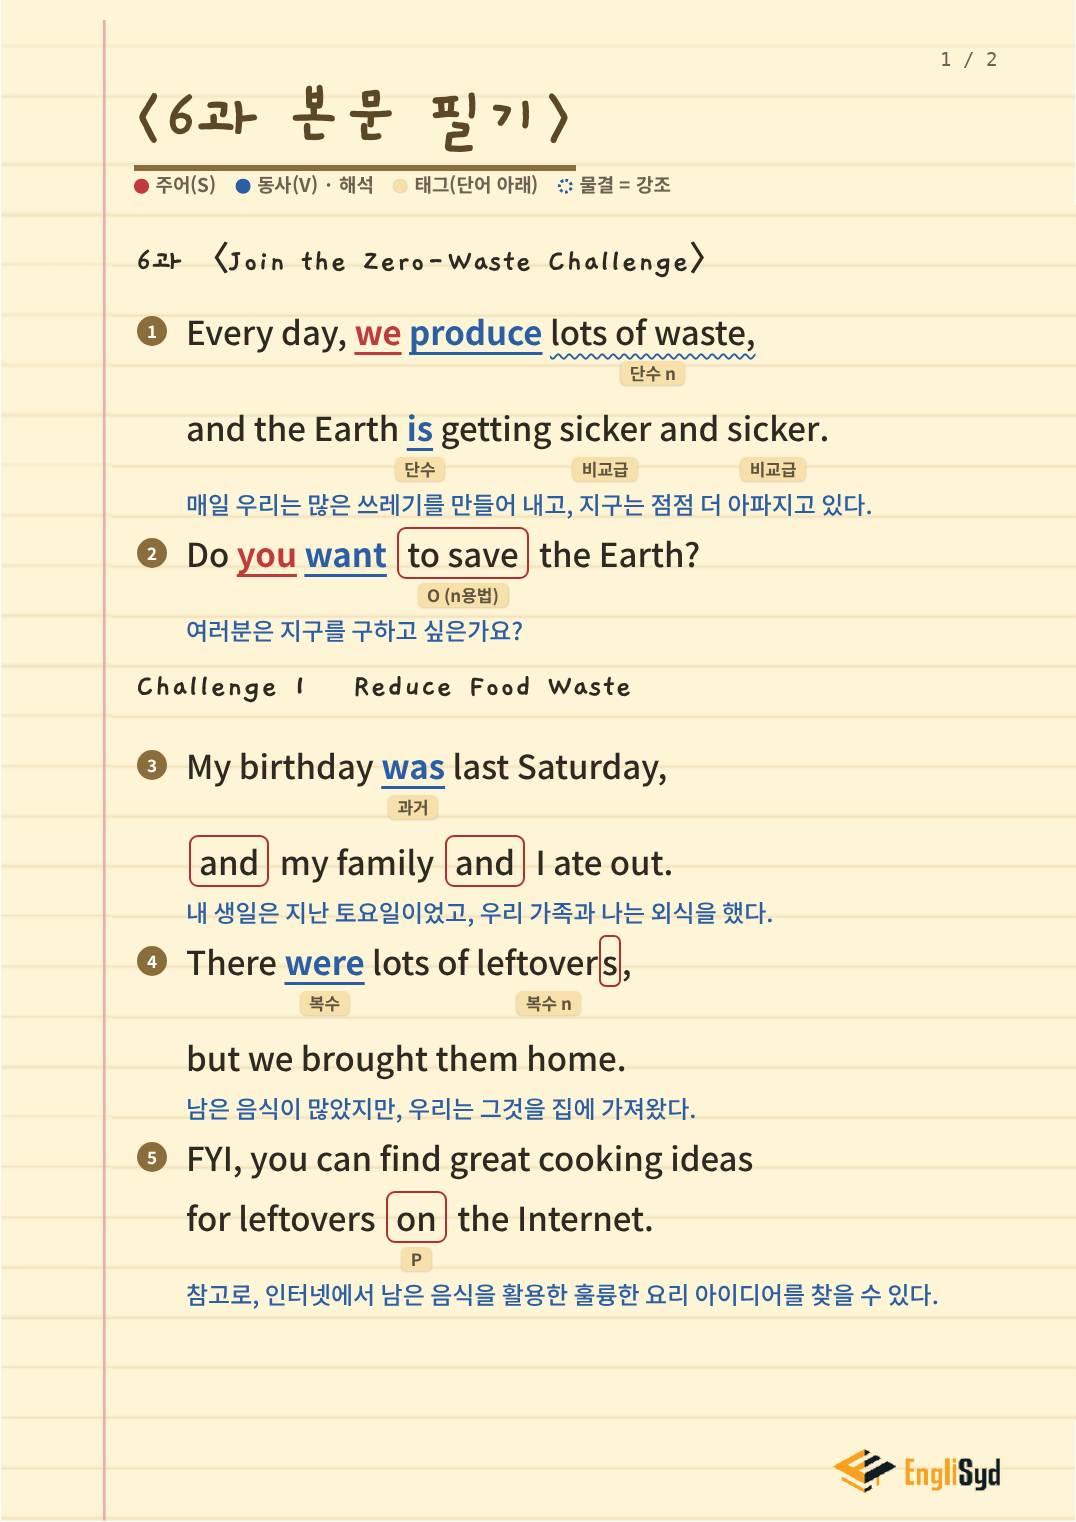 1 / 2
<6과 본문 필기>
주어(S) 동사(V) · 해석 태그(단어 아래) 물결 = 강조
6과 <Join the Zero-Waste Challenge>
1 Every day, we produce lots of waste,
단수 n
and the Earth is getting sicker and sicker.
단수 비교급 비교급
매일 우리는 많은 쓰레기를 만들어 내고, 지구는 점점 더 아파지고 있다.
2 Do you want to save the Earth?
O (n용법)
여러분은 지구를 구하고 싶은가요?
Challenge 1 Reduce Food Waste
3 My birthday was last Saturday,
과거
and my family and I ate out.
내 생일은 지난 토요일이었고, 우리 가족과 나는 외식을 했다.
4 There were lots of leftovers,
복수 복수 n
but we brought them home.
남은 음식이 많았지만, 우리는 그것을 집에 가져왔다.
5 FYI, you can find great cooking ideas
for leftovers on the Internet.
P
참고로, 인터넷에서 남은 음식을 활용한 훌륭한 요리 아이디어를 찾을 수 있다.
EngliSyd